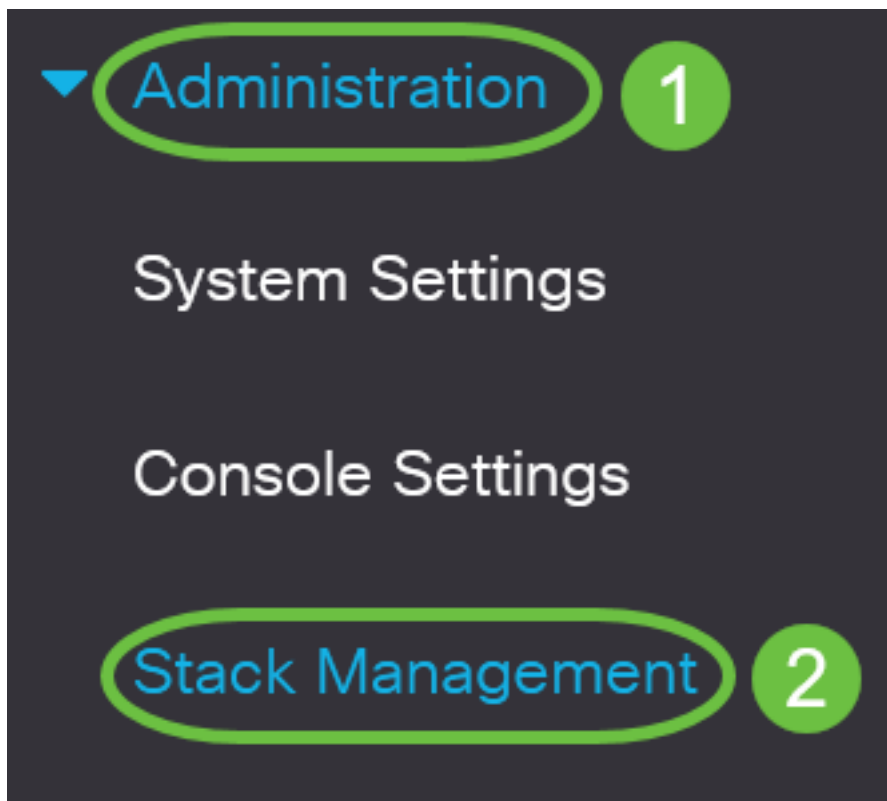 Administration 1
System Settings
Console Settings
Stack Management 2